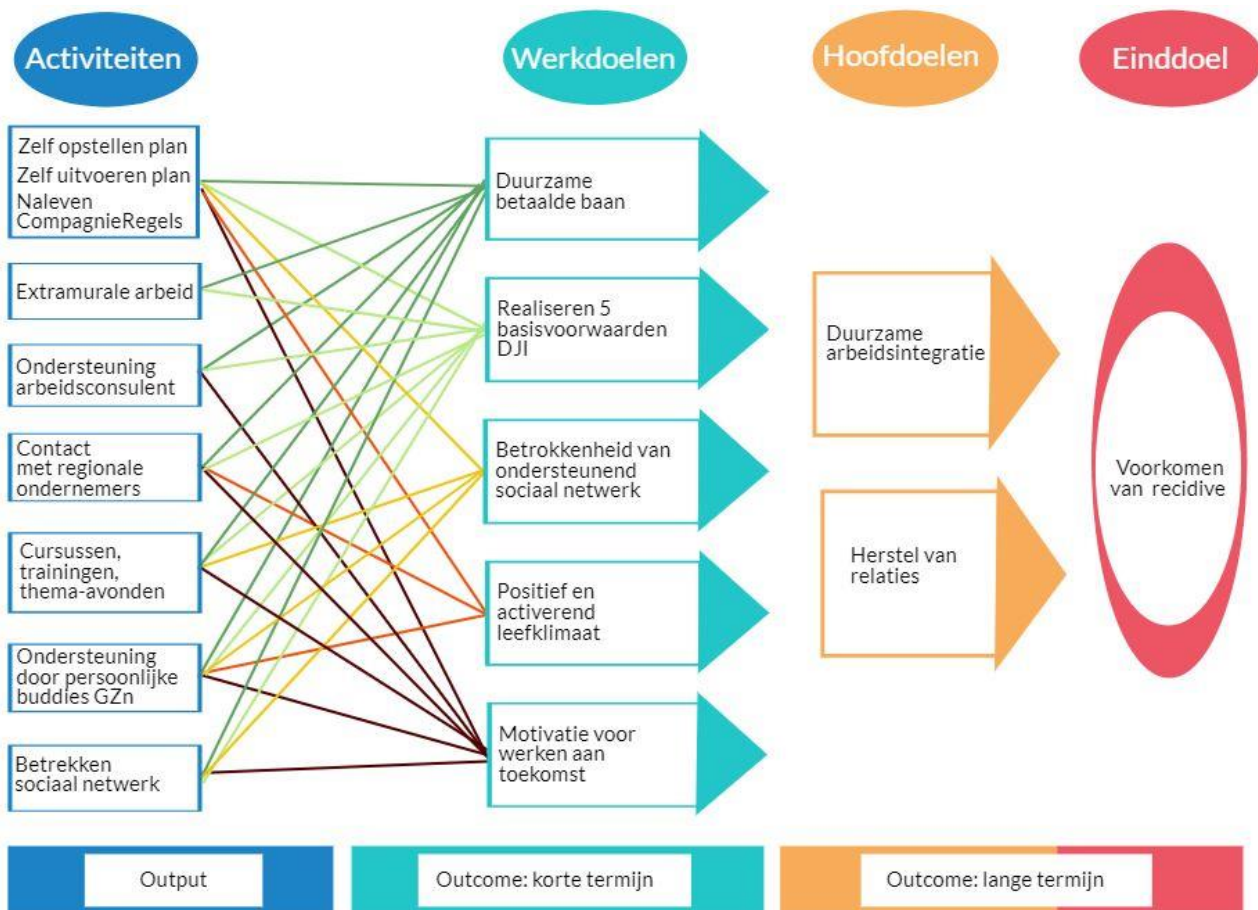 Activiteiten
Werkdoelen
Hoofdoelen
Einddoel
Zelf opstellen plan
Zelf uitvoeren plan
Naleven
CompagnieRegels
Extramurale arbeid
Ondersteuning
arbeidsconsulent
Contact
met regionale
ondernemers
Cursussen,
trainingen,
thema-avonden
Ondersteuning
door persoonlijke
buddies GZn
Betrekken
sociaal netwerk
Duurzame
betaalde baan
Realiseren 5
basisvoorwaarden
DJI
Betrokkenheid van
ondersteunend
sociaal netwerk
Positief en
activerend
leefklimaat
Motivatie voor
werken aan
toekomst
Duurzame
arbeidsintegratie
Herstel van
relaties
Voorkomen
van recidive
Output
Outcome: korte termijn
Outcome: lange termijn